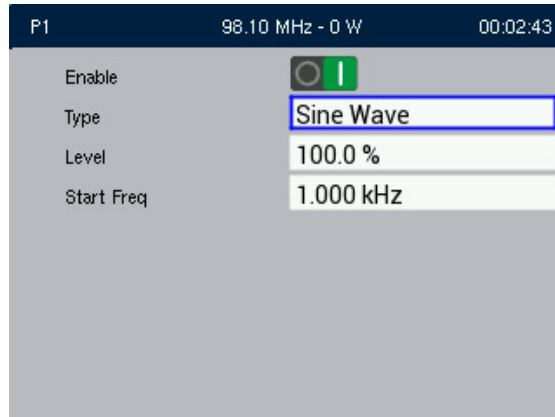 P1 98.10 MHz - 0 W 00:02:43
Enable
Type Sine Wave
Level 100.0 %
Start Freq 1.000 kHz